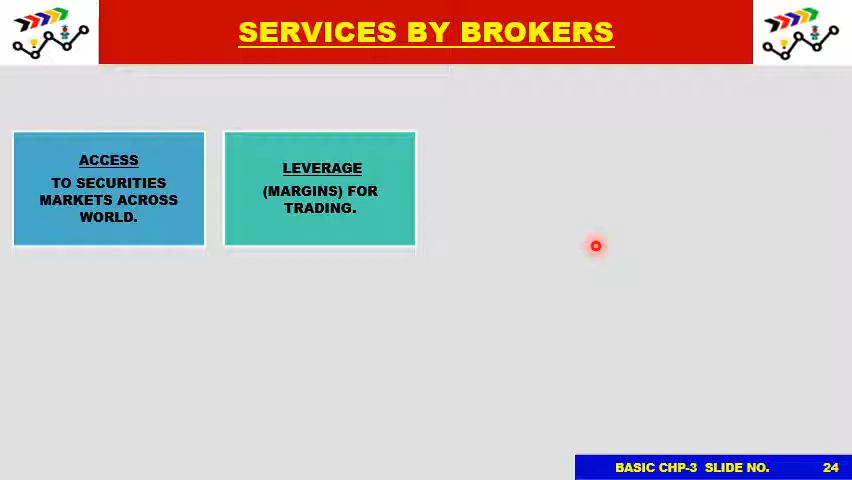 SERVICES BY BROKERS
ACCESS
TO SECURITIES
MARKETS ACROSS
WORLD.
LEVERAGE
(MARGINS) FOR
TRADING.
BASIC CHP-3 SLIDE NO. 24